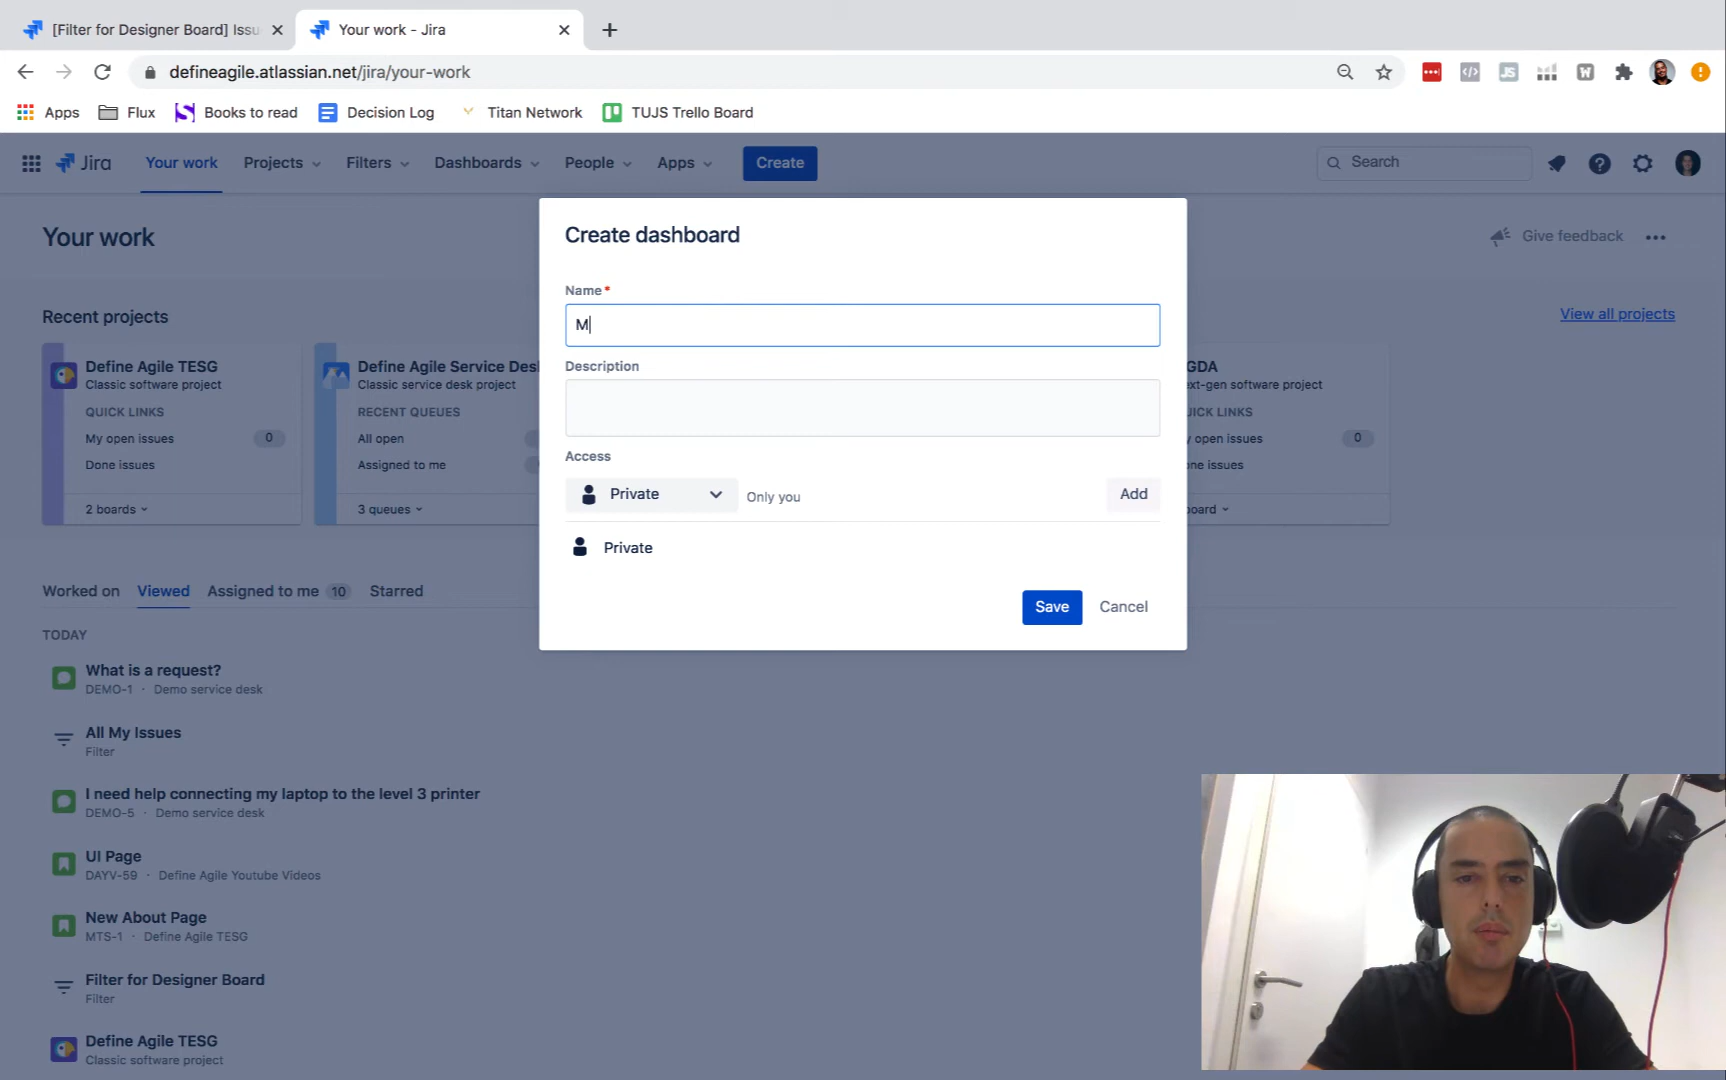 [Filter for Designer Board] Issu
Your work - Jira
defineagile.atlassian.net/jira/your-work
Apps
Flux
Books to read
Decision Log
Titan Network
TUJS Trello Board
Jira
Your work
Projects
Filters
Dashboards
People
Apps
Create
Search
Your work
Give feedback
Recent projects
View all projects
Define Agile TESG
Classic software project
QUICK LINKS
My open issues 0
Done issues
2 boards
Define Agile Service Des
Classic service desk project
RECENT QUEUES
All open
Assigned to me
3 queues
GDA
ext-gen software project
UICK LINKS
y open issues 0
one issues
oard
Create dashboard
Name *
M
Description
Access
Private
Only you
Add
Private
Save
Cancel
Worked on
Viewed
Assigned to me 10
Starred
TODAY
What is a request?
DEMO-1 · Demo service desk
All My Issues
Filter
I need help connecting my laptop to the level 3 printer
DEMO-5 · Demo service desk
UI Page
DAYV-59 · Define Agile Youtube Videos
New About Page
MTS-1 · Define Agile TESG
Filter for Designer Board
Filter
Define Agile TESG
Classic software project